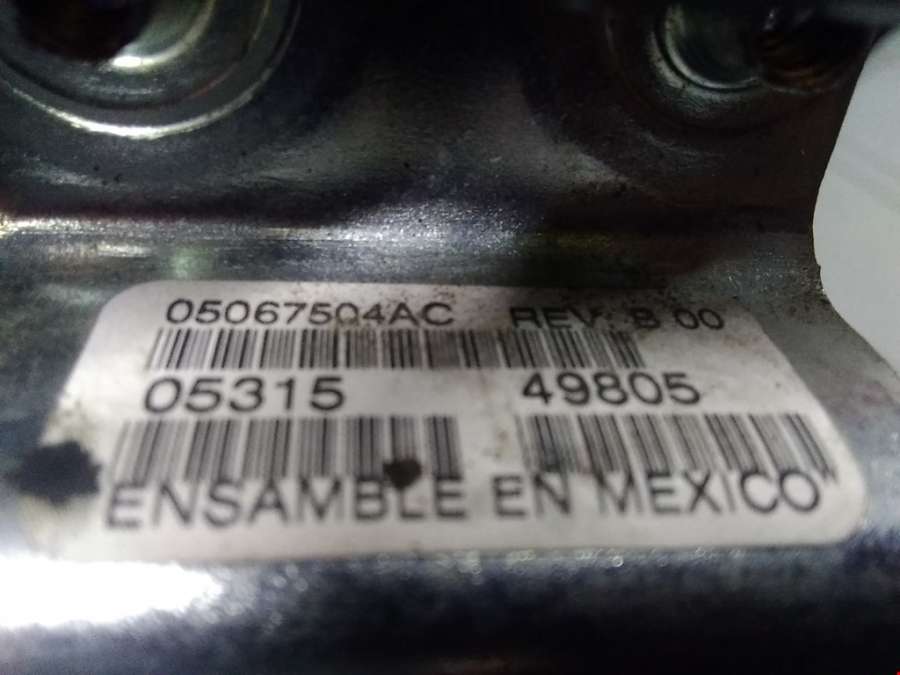 05067504AC REV B 00
05315 49805
ENSAMBLE EN MEXICO